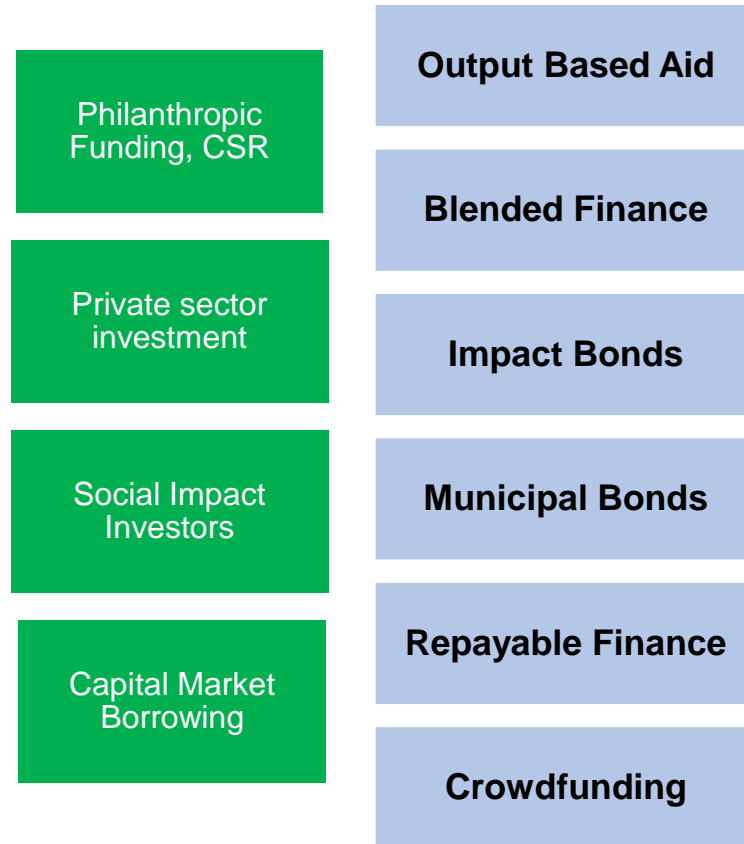 Philanthropic
Funding, CSR
Private sector
investment
Social Impact
Investors
Capital Market
Borrowing
Output Based Aid
Blended Finance
Impact Bonds
Municipal Bonds
Repayable Finance
Crowdfunding